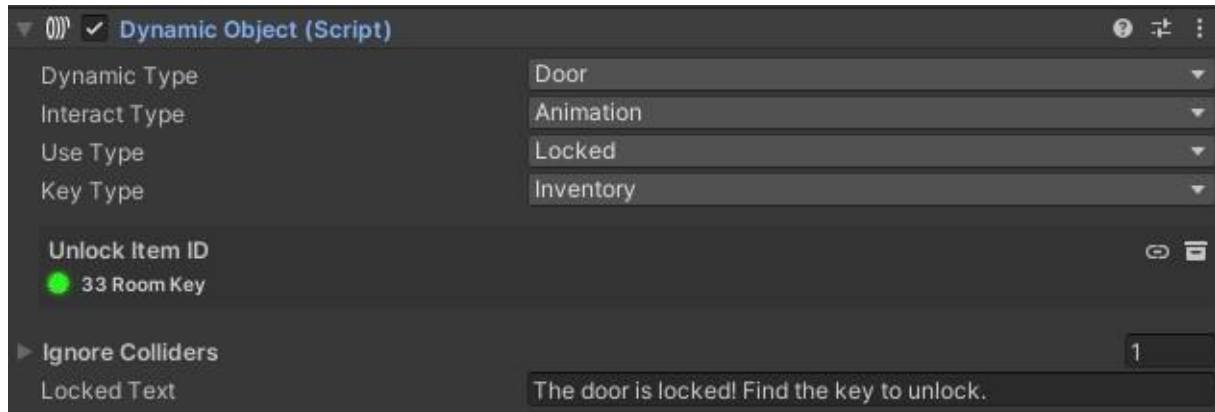 Dynamic Object (Script)
Dynamic Type Door
Interact Type Animation
Use Type Locked
Key Type Inventory
Unlock Item ID
33 Room Key
Ignore Colliders 1
Locked Text The door is locked! Find the key to unlock.